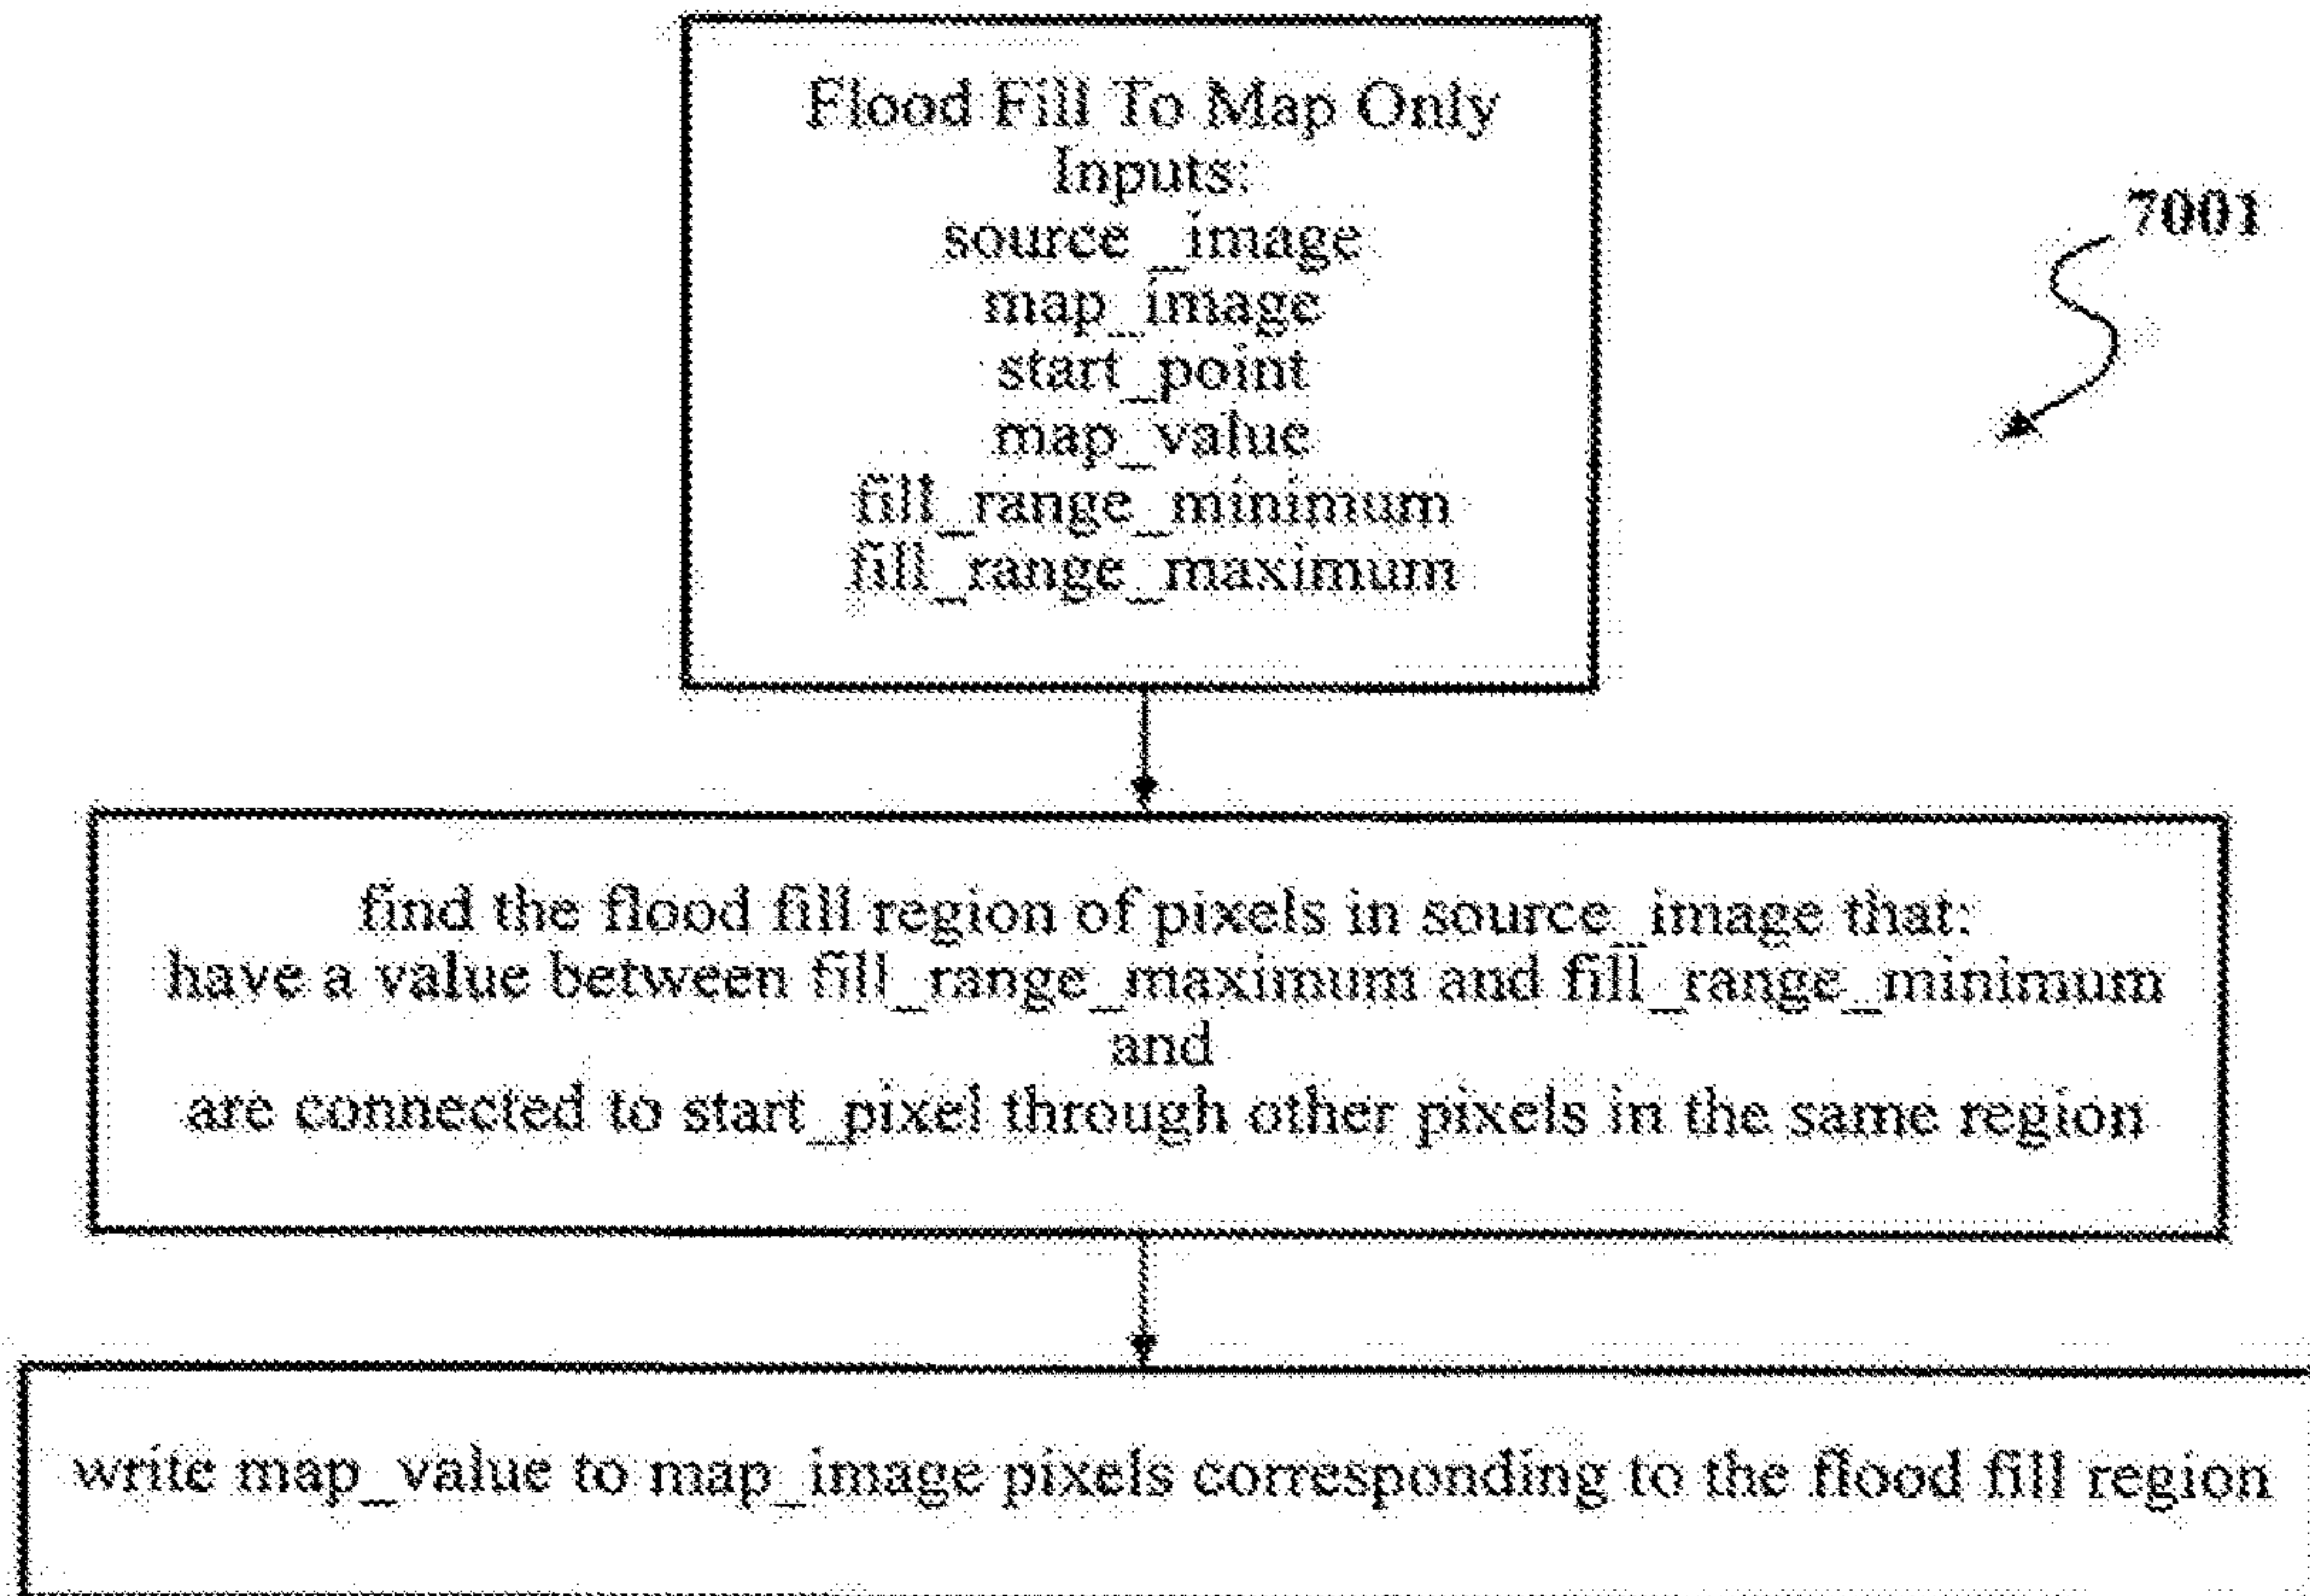 Flood Fill To Map Only
Inputs:
source _image
map_image
start_point
map_value
fill_range_minimum
fill_range_maximum
7001
find the flood fill region of pixels in source_image that:
have a value between fill_range_maximum and fill_range_minimum
and
are connected to start_pixel through other pixels in the same region
write map_value to map_image pixels corresponding to the flood fill region